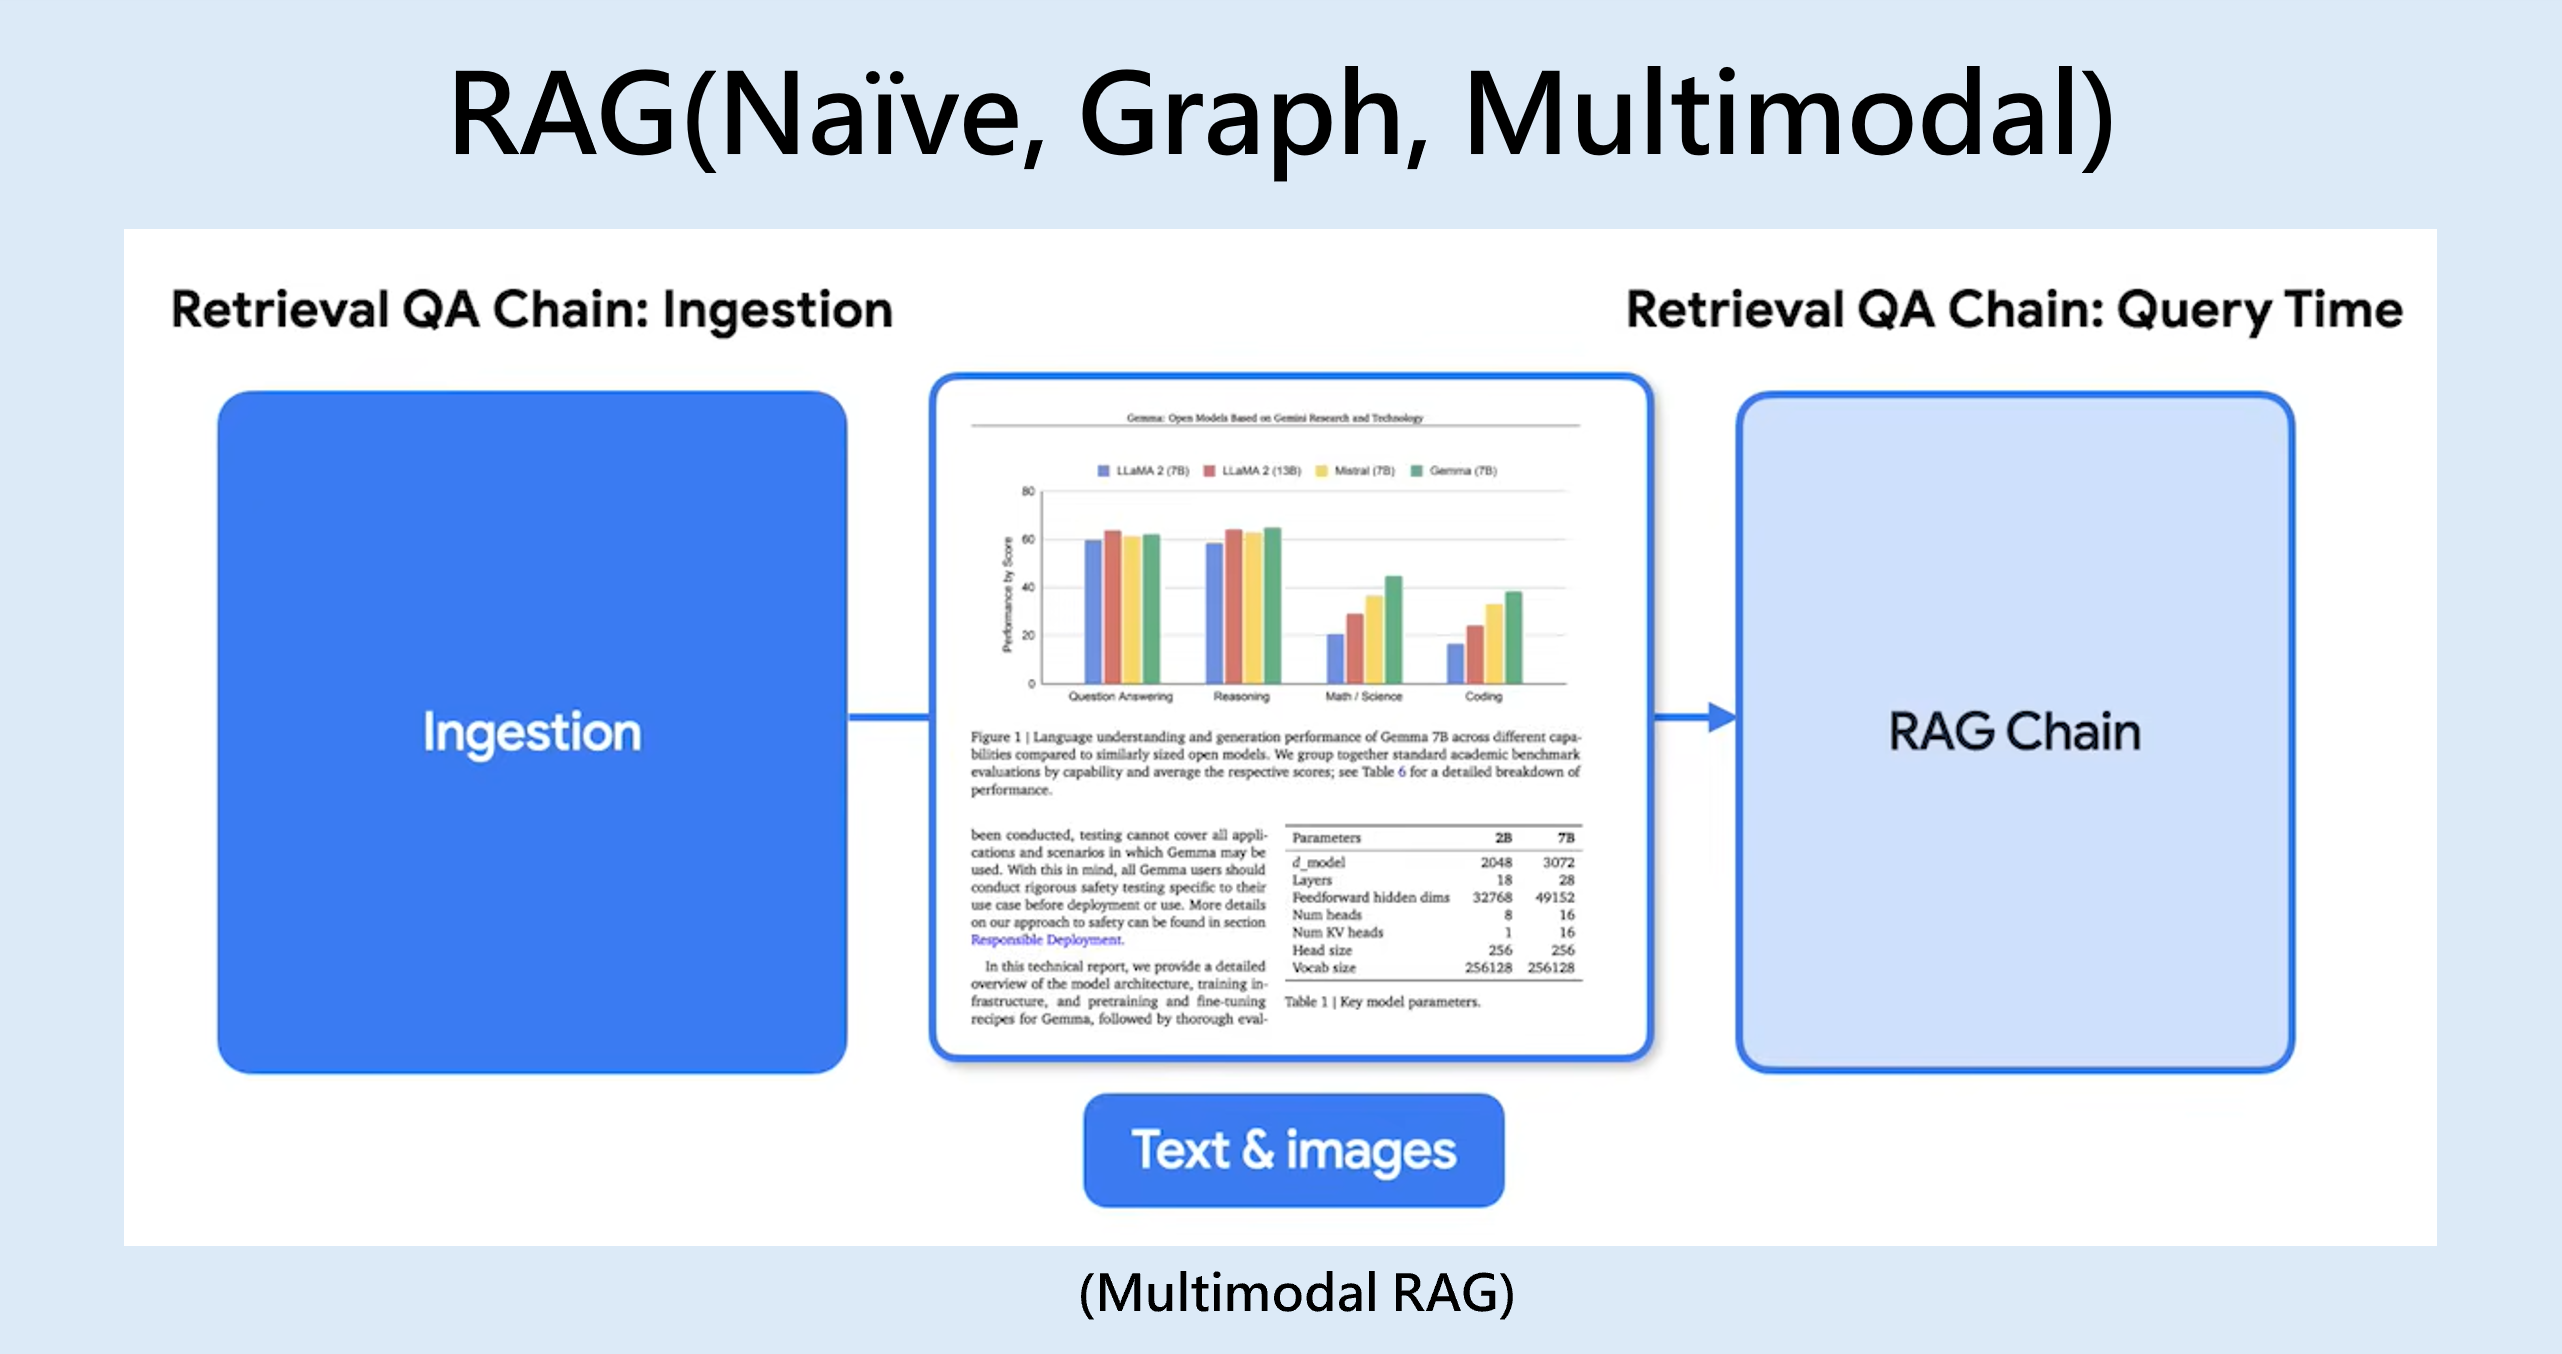 RAG(Naïve, Graph, Multimodal)
Retrieval QA Chain: Ingestion
Retrieval QA Chain: Query Time
Ingestion
Gemma: Open Models Based on Gemini Research and Technology
LLaMA 2 (7B) LLaMA 2 (13B) Mistral (7B) Gemma (7B)
Performance by Score
80
60
40
20
0
Question Answering Reasoning Math / Science Coding
Figure 1 | Language understanding and generation performance of Gemma 7B across different capa-
bilities compared to similarly sized open models. We group together standard academic benchmark
evaluations by capability and average the respective scores; see Table 6 for a detailed breakdown of
performance.
been conducted, testing cannot cover all appli-
cations and scenarios in which Gemma may be
used. With this in mind, all Gemma users should
conduct rigorous safety testing specific to their
use case before deployment or use. More details
on our approach to safety can be found in section
Responsible Deployment.
In this technical report, we provide a detailed
overview of the model architecture, training in-
frastructure, and pretraining and fine-tuning
recipes for Gemma, followed by thorough eval-
Parameters 2B 7B
d_model 2048 3072
Layers 18 28
Feedforward hidden dims 32768 49152
Num heads 8 16
Num KV heads 1 16
Head size 256 256
Vocab size 256128 256128
Table 1 | Key model parameters.
RAG Chain
Text & images
(Multimodal RAG)